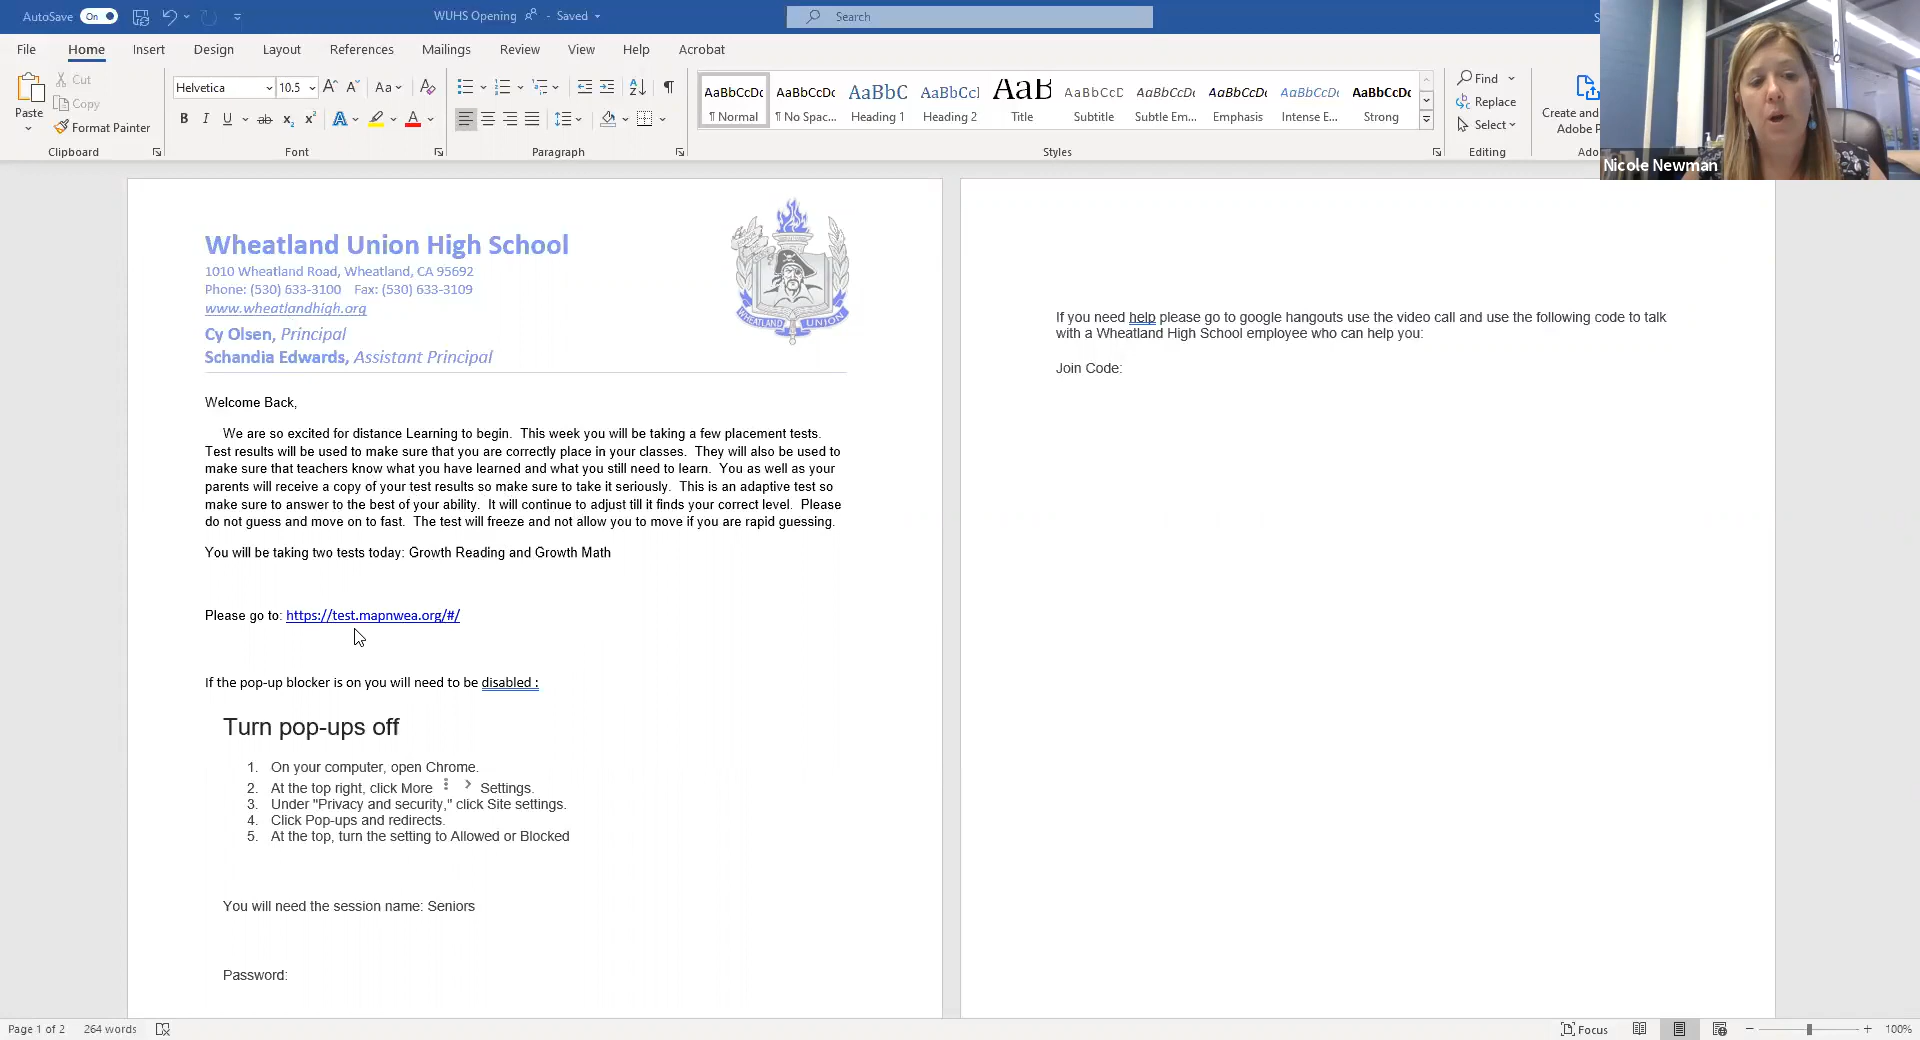 AutoSave On WUHS Opening - Saved Search
File Home Insert Design Layout References Mailings Review View Help Acrobat
Paste Cut Copy Format Painter
Helvetica 10.5
AaBbCcDc AaBbCcDc AaBbC AaBbCcI AaB AaBbCcC AaBbCcDc AaBbCcDc AaBbCcDc AaBbCcDc
¶ Normal ¶ No Spac... Heading 1 Heading 2 Title Subtitle Subtle Em... Emphasis Intense E... Strong
Find Replace Select
Create and
Adobe P
Clipboard Font Paragraph Styles Editing Ado
Nicole Newman
Wheatland Union High School
1010 Wheatland Road, Wheatland, CA 95692
Phone: (530) 633-3100 Fax: (530) 633-3109
www.wheatlandhigh.org
Cy Olsen, Principal
Schandia Edwards, Assistant Principal
WHEATLAND UNION
Welcome Back,
We are so excited for distance Learning to begin. This week you will be taking a few placement tests.
Test results will be used to make sure that you are correctly place in your classes. They will also be used to
make sure that teachers know what you have learned and what you still need to learn. You as well as your
parents will receive a copy of your test results so make sure to take it seriously. This is an adaptive test so
make sure to answer to the best of your ability. It will continue to adjust till it finds your correct level. Please
do not guess and move on to fast. The test will freeze and not allow you to move if you are rapid guessing.
You will be taking two tests today: Growth Reading and Growth Math
Please go to: https://test.mapnwea.org/#/
If the pop-up blocker is on you will need to be disabled :
Turn pop-ups off
1. On your computer, open Chrome.
2. At the top right, click More Settings.
3. Under "Privacy and security," click Site settings.
4. Click Pop-ups and redirects.
5. At the top, turn the setting to Allowed or Blocked
You will need the session name: Seniors
Password:
If you need help please go to google hangouts use the video call and use the following code to talk
with a Wheatland High School employee who can help you:
Join Code:
Page 1 of 2 264 words Focus 100%